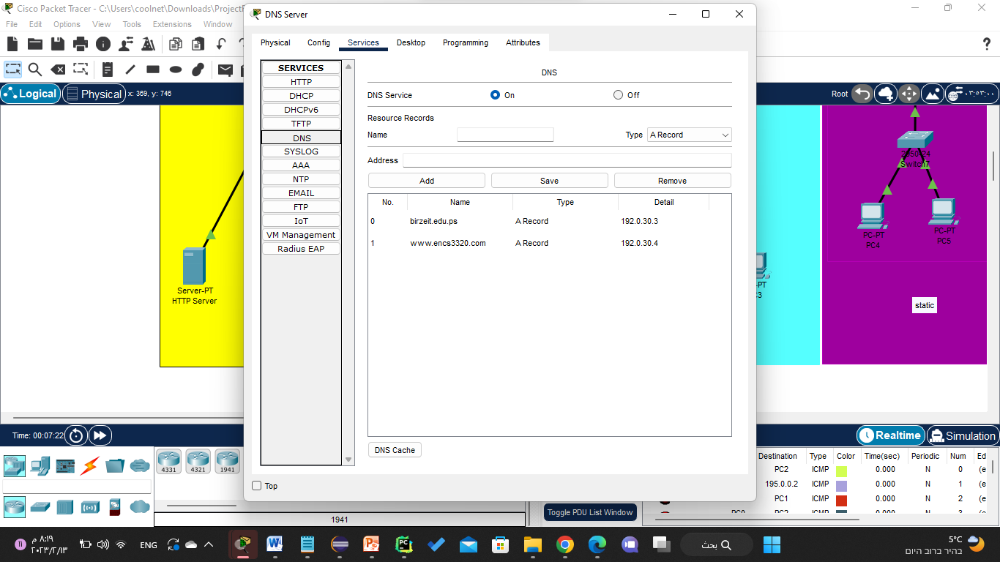 Cisco Packet Tracer - C:\Users\coolnet\Downloads\ProjectP
File Edit Options View Tools Extensions Window
Logical
Physical
x: 369, y: 746
Root
٠٣:٥٣:٠٠
DNS Server
Physical Config Services Desktop Programming Attributes
SERVICES
HTTP
DHCP
DHCPv6
TFTP
DNS
SYSLOG
AAA
NTP
EMAIL
FTP
IoT
VM Management
Radius EAP
DNS
DNS Service On Off
Resource Records
Name Type A Record
Address
Add Save Remove
No. Name Type Detail
0 birzeit.edu.ps A Record 192.0.30.3
1 www.encs3320.com A Record 192.0.30.4
DNS Cache
Top
Server-PT
HTTP Server
2950-24
Switch7
PC-PT
PC4
PC-PT
PC5
-PT
C3
static
Time: 00:07:22
Realtime
Simulation
4331 4321 1941
1941
Toggle PDU List Window
Destination Type Color Time(sec) Periodic Num Ed
PC2 ICMP 0.000 N 0 (e
195.0.0.2 ICMP 0.000 N 1 (e
PC1 ICMP 0.000 N 2 (e
PC0 PC2 ICMP 0.000 N 3 (e
٨:١٩ م
٢٠٢٣/٢/١٣
ENG
بحث
5°C
בהיר ברוב היום